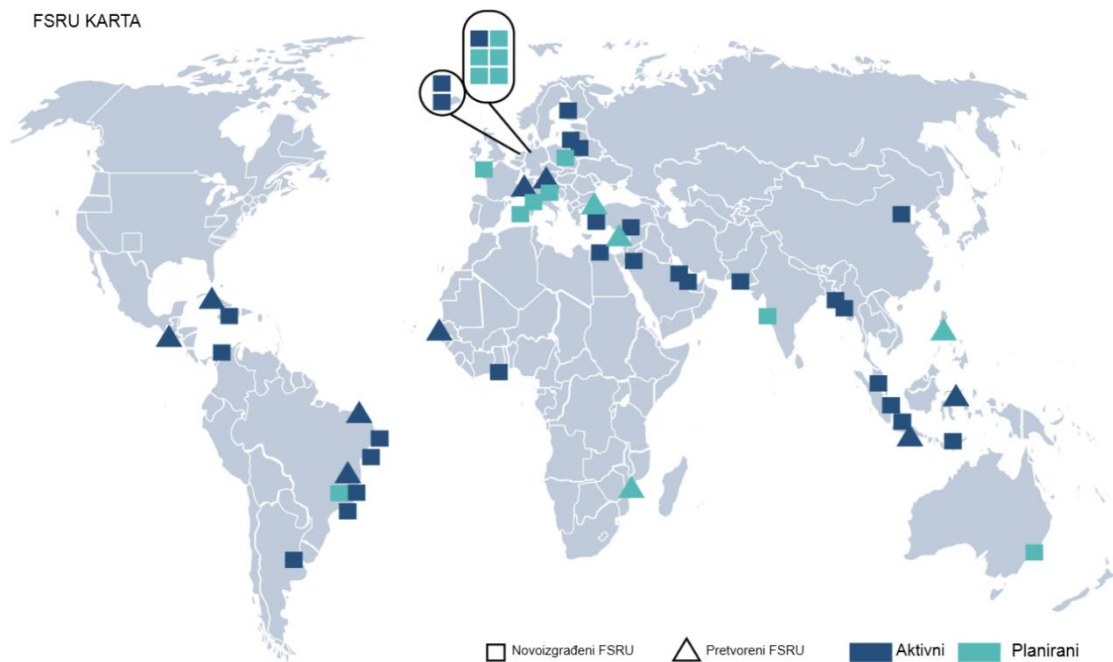 FSRU KARTA
Novoizgrađeni FSRU
Pretvoreni FSRU
Aktivni
Planirani